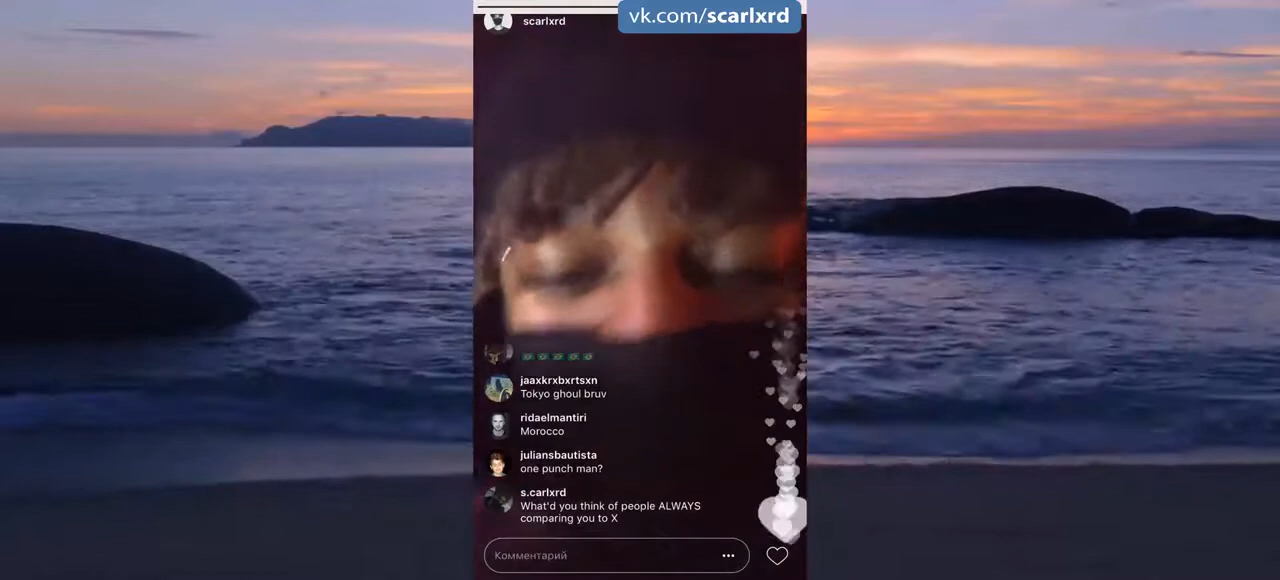 scarlxrd
vk.com/scarlxrd
jaaxkrxbxrtsxn
Tokyo ghoul bruv
ridaelmantiri
Morocco
juliansbautista
one punch man?
s.carlxrd
What'd you think of people ALWAYS
comparing you to X
Комментарий